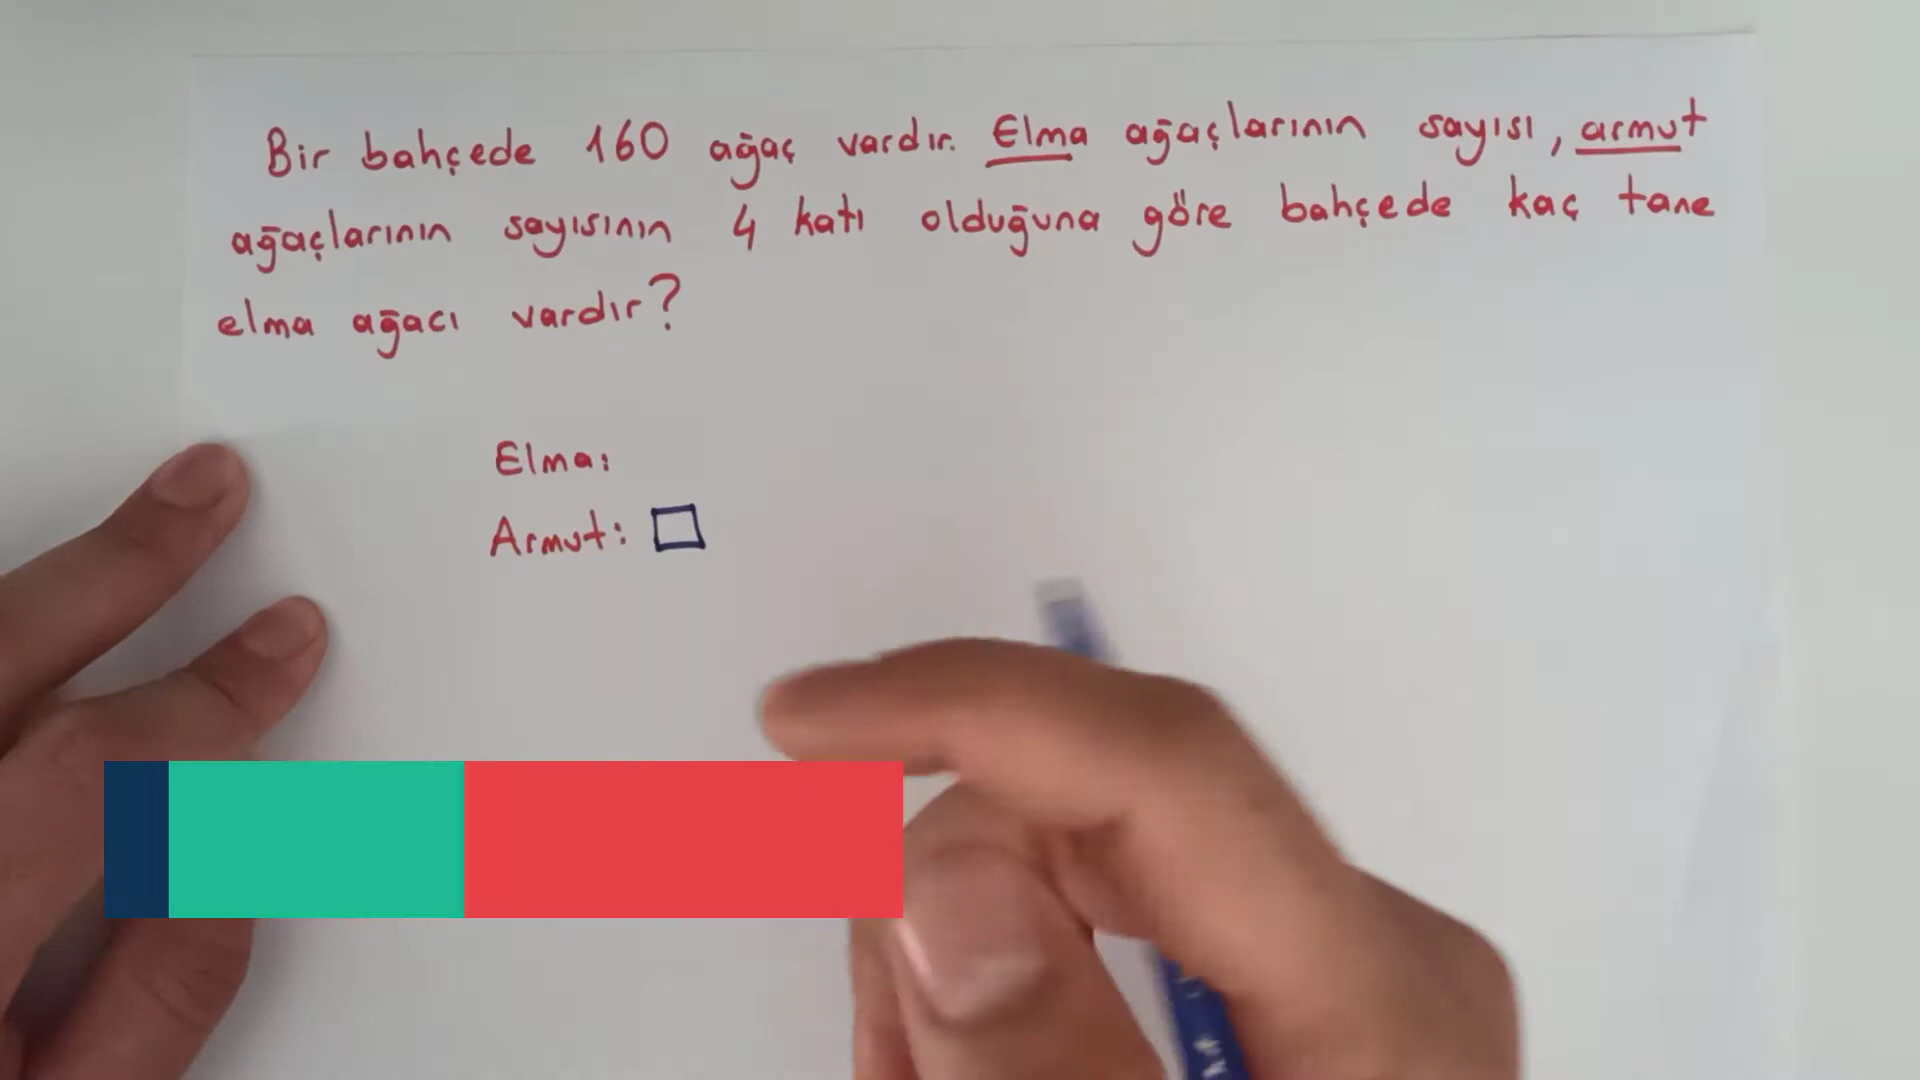 Bir bahçede 160 ağaç vardır. Elma ağaçlarının sayısı, armut
ağaçlarının sayısının 4 katı olduğuna göre bahçede kaç tane
elma ağacı vardır?
Elma:
Armut: